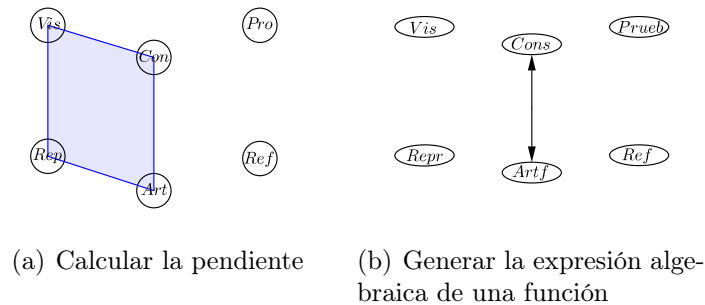 Vis
Pro
Con
Rep
Ref
Art
Vis
Prueb
Cons
Repr
Ref
Artf
(a) Calcular la pendiente
(b) Generar la expresión alge-
braica de una función